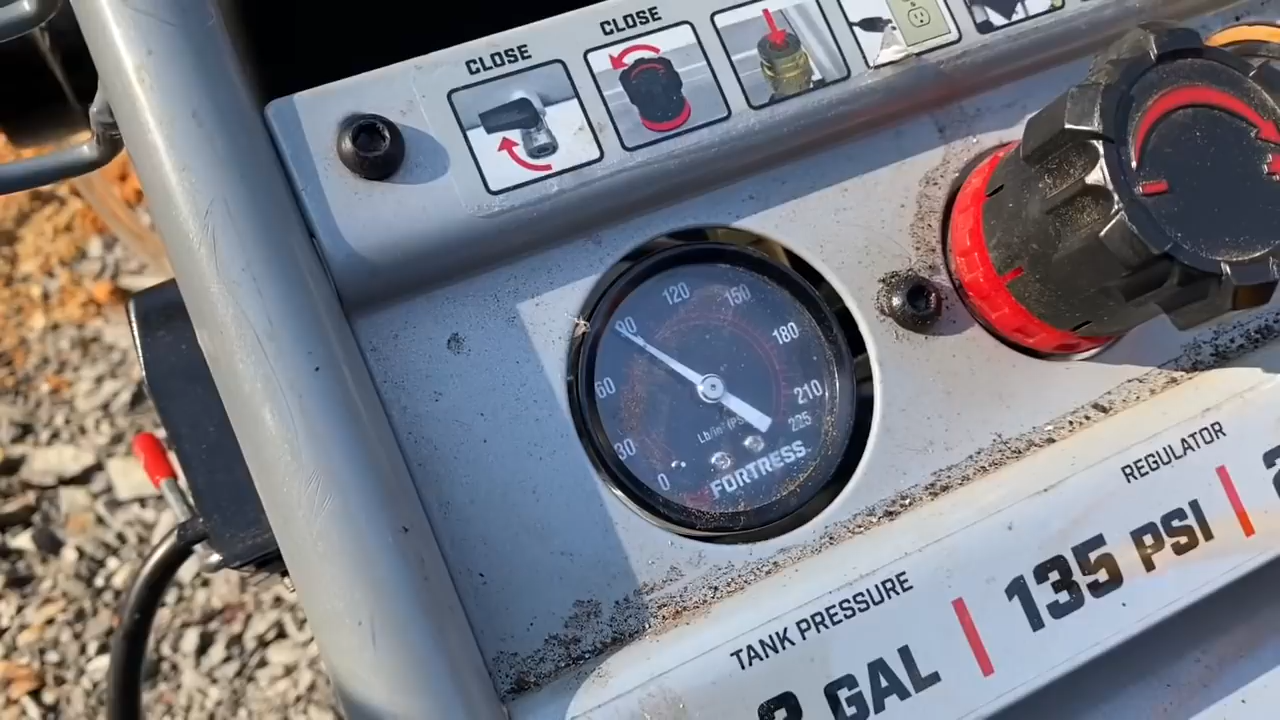 CLOSE
CLOSE
120
150
90
180
60
210
Lb/in² (PSI)
225
30
0
FORTRESS
REGULATOR
TANK PRESSURE
135 PSI
GAL